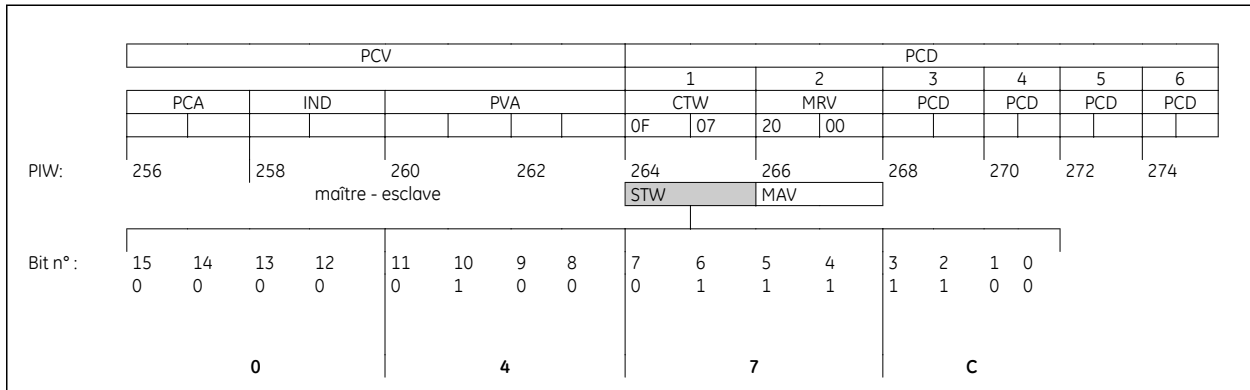 PCV PCD
1 2 3 4 5 6
PCA IND PVA CTW MRV PCD PCD PCD PCD
0F 07 20 00
PIW: 256 258 260 262 264 266 268 270 272 274
maître - esclave STW MAV
Bit n° : 15 14 13 12 11 10 9 8 7 6 5 4 3 2 1 0
0 0 0 0 0 1 0 0 0 1 1 1 1 1 0 0
0 4 7 C